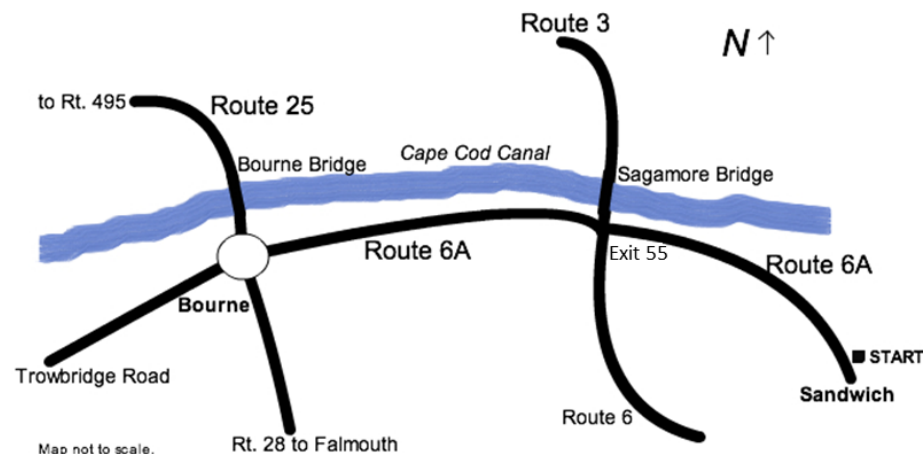 Route 3
N ↑
to Rt. 495
Route 25
Bourne Bridge
Cape Cod Canal
Sagamore Bridge
Route 6A
Exit 55
Route 6A
Bourne
START
Trowbridge Road
Sandwich
Route 6
Rt. 28 to Falmouth
Map not to scale.